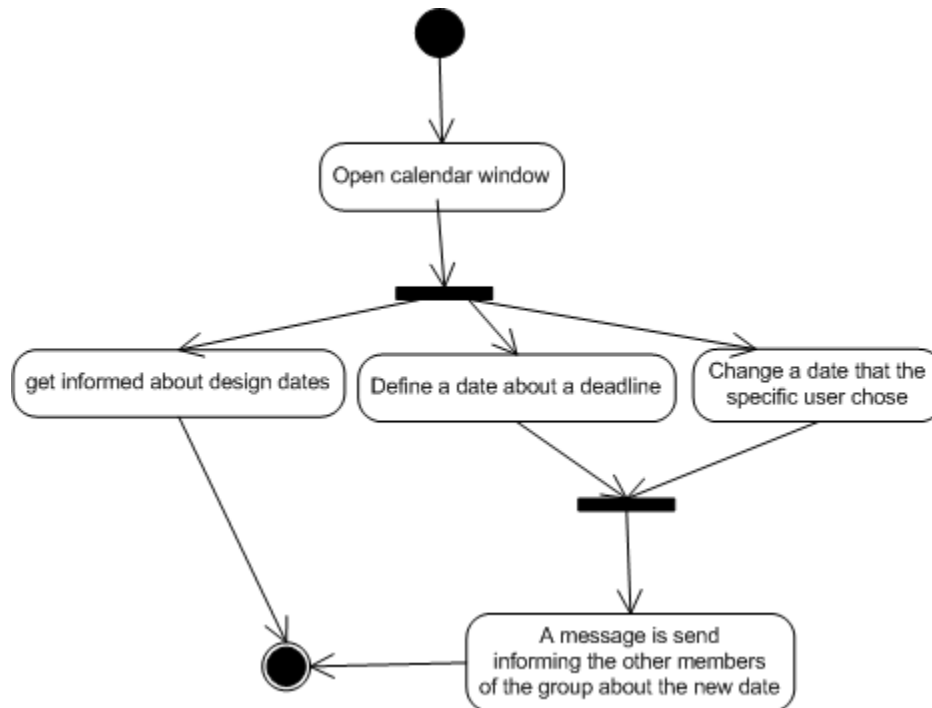 Open calendar window
get informed about design dates
Define a date about a deadline
Change a date that the
specific user chose
A message is send
informing the other members
of the group about the new date